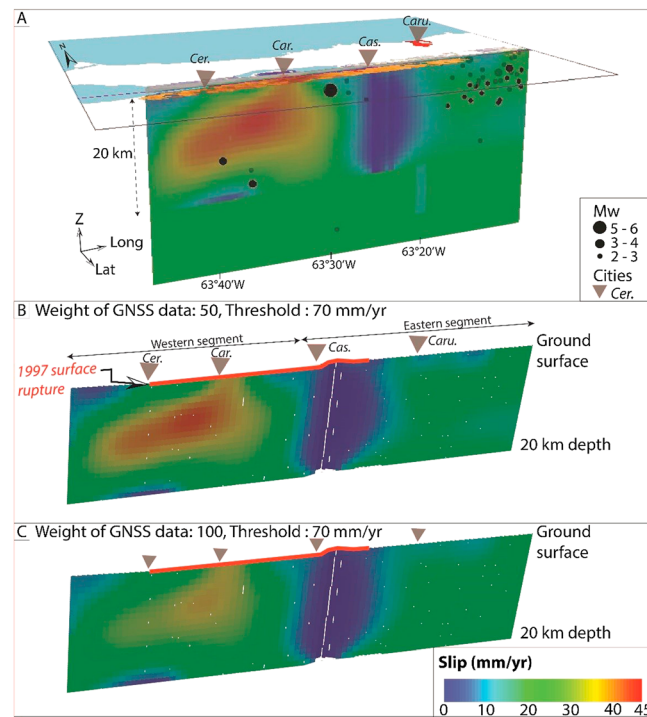 A
N
Cer.
Car.
Cas.
Caru.
20 km
Z
Long
Lat
63°40'W
63°30'W
63°20'W
Mw
5 - 6
3 - 4
2 - 3
Cities
Cer.
B Weight of GNSS data: 50, Threshold : 70 mm/yr
Western segment
Eastern segment
Cer.
Car.
Cas.
Caru.
Ground
surface
1997 surface
rupture
20 km depth
C Weight of GNSS data: 100, Threshold : 70 mm/yr
Ground
surface
20 km depth
Slip (mm/yr)
0 10 20 30 40 45